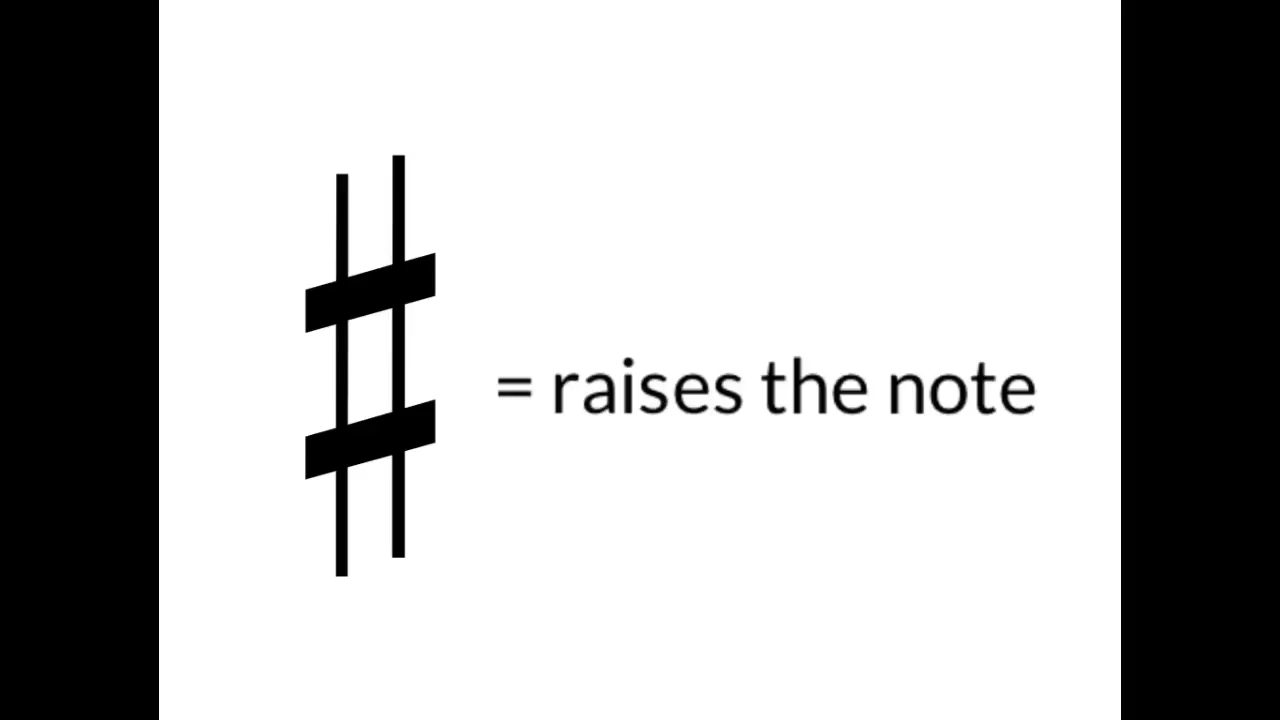 ♯ = raises the note